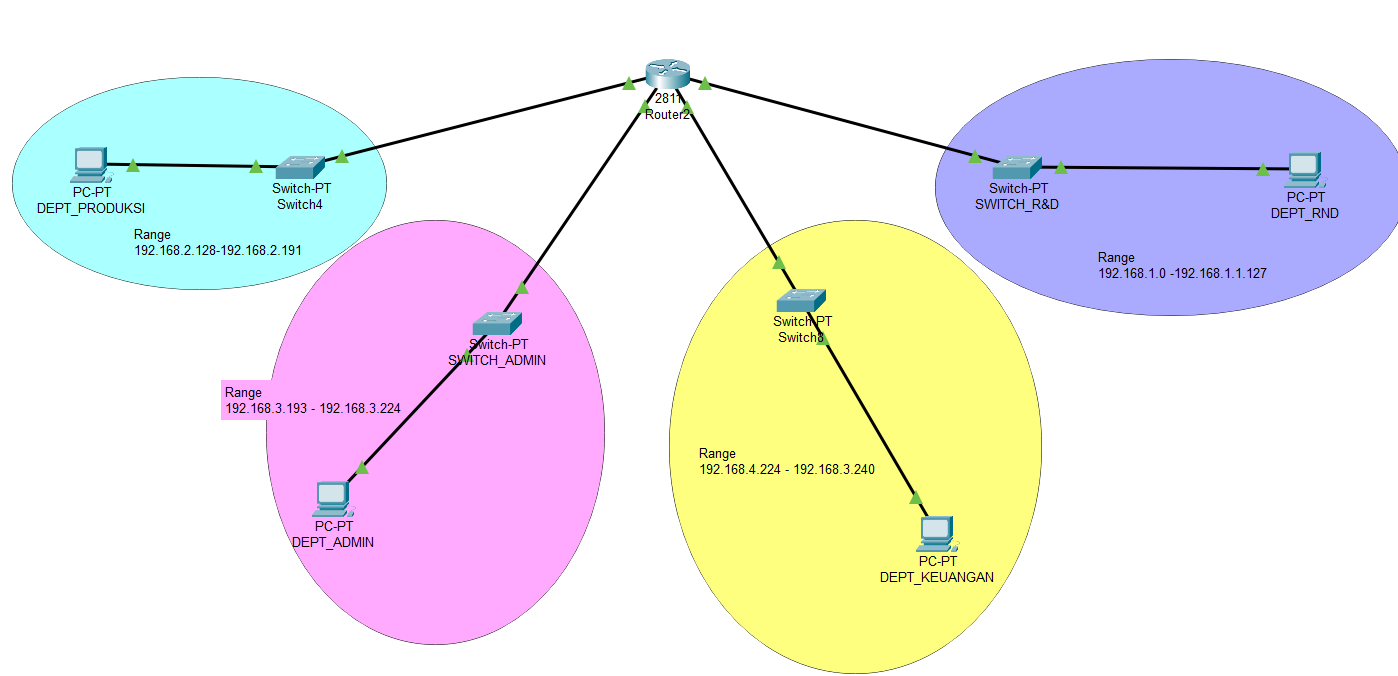 2811
Router2
PC-PT
DEPT_PRODUKSI
Switch-PT
Switch4
Range
192.168.2.128-192.168.2.191
Switch-PT
SWITCH_R&D
PC-PT
DEPT_RND
Range
192.168.1.0 -192.168.1.1.127
Switch-PT
SWITCH_ADMIN
Range
192.168.3.193 - 192.168.3.224
PC-PT
DEPT_ADMIN
Switch-PT
Switch8
Range
192.168.4.224 - 192.168.3.240
PC-PT
DEPT_KEUANGAN